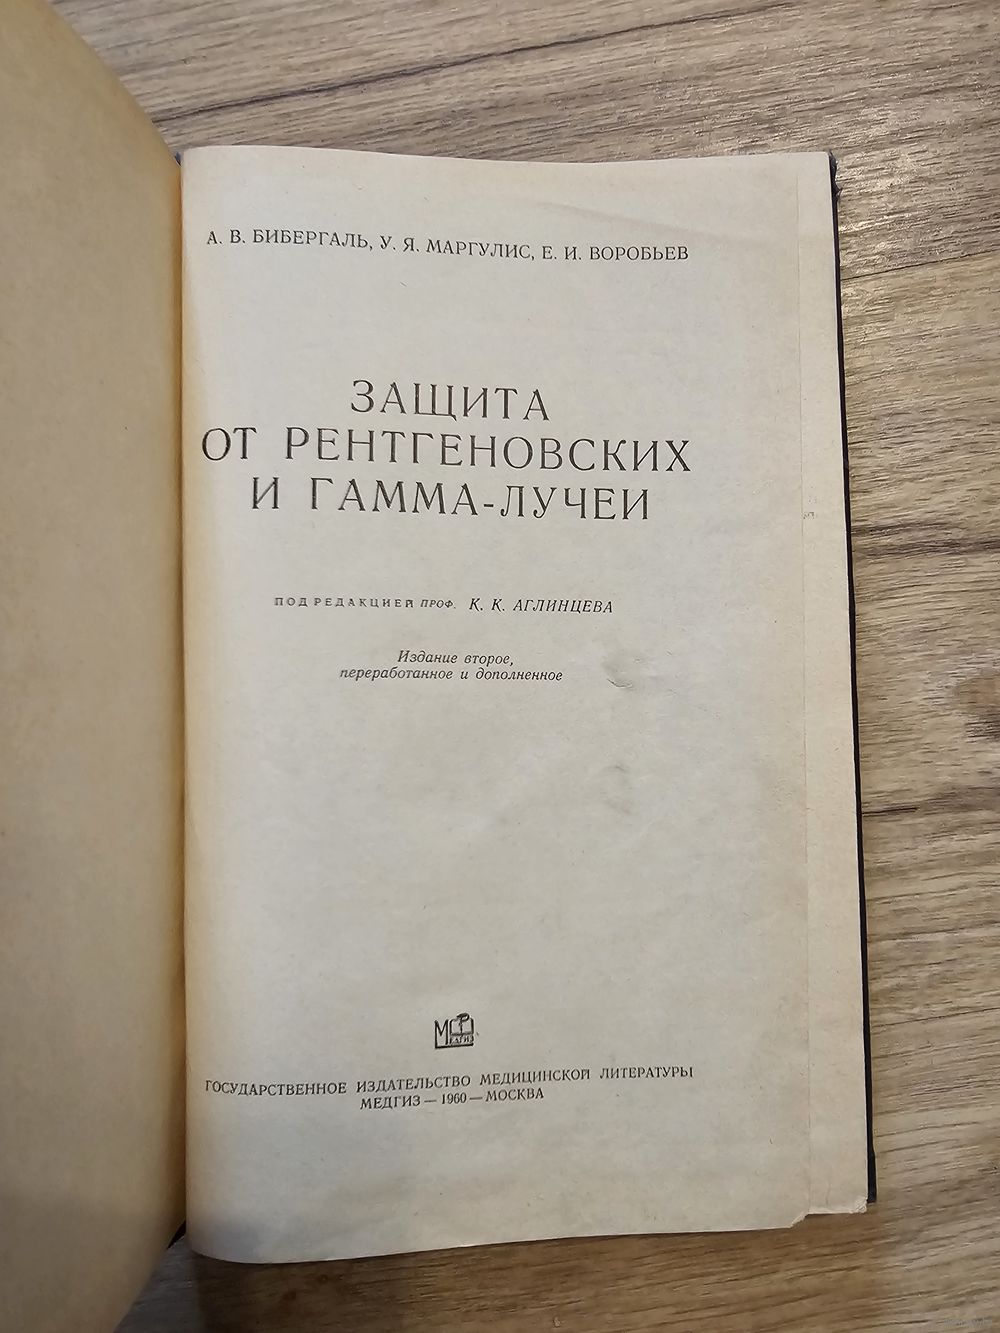 А. В. БИБЕРГАЛЬ, У. Я. МАРГУЛИС, Е. И. ВОРОБЬЕВ
ЗАЩИТА
ОТ РЕНТГЕНОВСКИХ
И ГАММА-ЛУЧЕЙ
ПОД РЕДАКЦИЕЙ ПРОФ. К. К. АГЛИНЦЕВА
Издание второе,
переработанное и дополненное
МЕДГИЗ
ГОСУДАРСТВЕННОЕ ИЗДАТЕЛЬСТВО МЕДИЦИНСКОЙ ЛИТЕРАТУРЫ
МЕДГИЗ — 1960 — МОСКВА